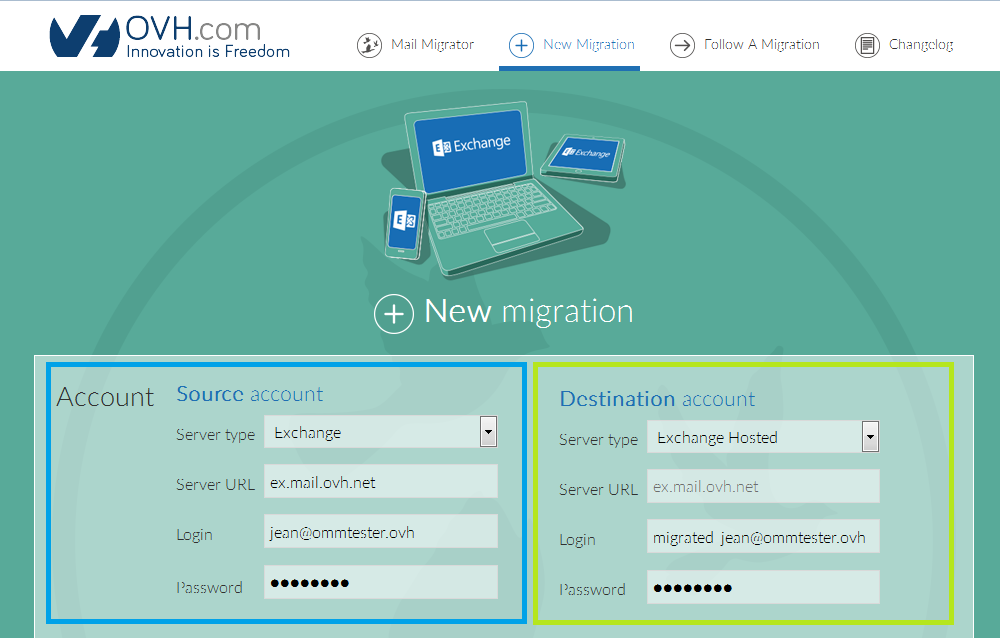 OVH.com
Innovation is Freedom
Mail Migrator
New Migration
Follow A Migration
Changelog
E Exchange
E Exchange
E
New migration
Account
Source account
Server type
Exchange
Server URL
ex.mail.ovh.net
Login
jean@ommtester.ovh
Password
●●●●●●●●
Destination account
Server type
Exchange Hosted
Server URL
ex.mail.ovh.net
Login
migrated jean@ommtester.ovh
Password
●●●●●●●●